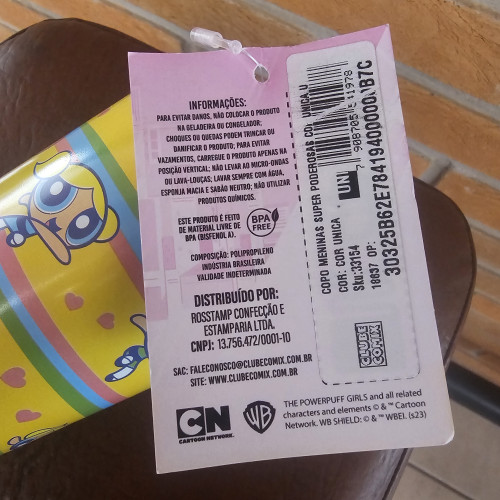 INFORMAÇÕES:
PARA EVITAR DANOS, NÃO COLOCAR O PRODUTO
NA GELADEIRA OU CONGELADOR;
CHOQUES OU QUEDAS PODEM TRINCAR OU
DANIFICAR O PRODUTO; PARA EVITAR
VAZAMENTOS, CARREGUE O PRODUTO APENAS NA
POSIÇÃO VERTICAL; NÃO LEVAR AO MICRO-ONDAS
OU LAVA-LOUÇAS; LAVAR SEMPRE COM ÁGUA,
ESPONJA MACIA E SABÃO NEUTRO; NÃO UTILIZAR
PRODUTOS QUÍMICOS.
ESTE PRODUTO É FEITO
DE MATERIAL LIVRE DE
BPA (BISFENOL A).
BPA
FREE
COMPOSIÇÃO: POLIPROPILENO
INDÚSTRIA BRASILEIRA
VALIDADE INDETERMINADA
DISTRIBUÍDO POR:
ROSSTAMP CONFECÇÃO E
ESTAMPARIA LTDA.
CNPJ: 13.756.472/0001-10
SAC: FALECONOSCO@CLUBECOMIX.COM.BR
SITE: WWW.CLUBECOMIX.COM.BR
CN
CARTOON NETWORK.
WB
THE POWERPUFF GIRLS and all related
characters and elements © & ™ Cartoon
Network. WB SHIELD: © & ™ WBEI. (s23)
COPO MENINAS SUPER PODEROSAS COR UNICA U
COR: COR UNICA
Sku:33154
UNI
18637 OP:
CLUBE
COMIX